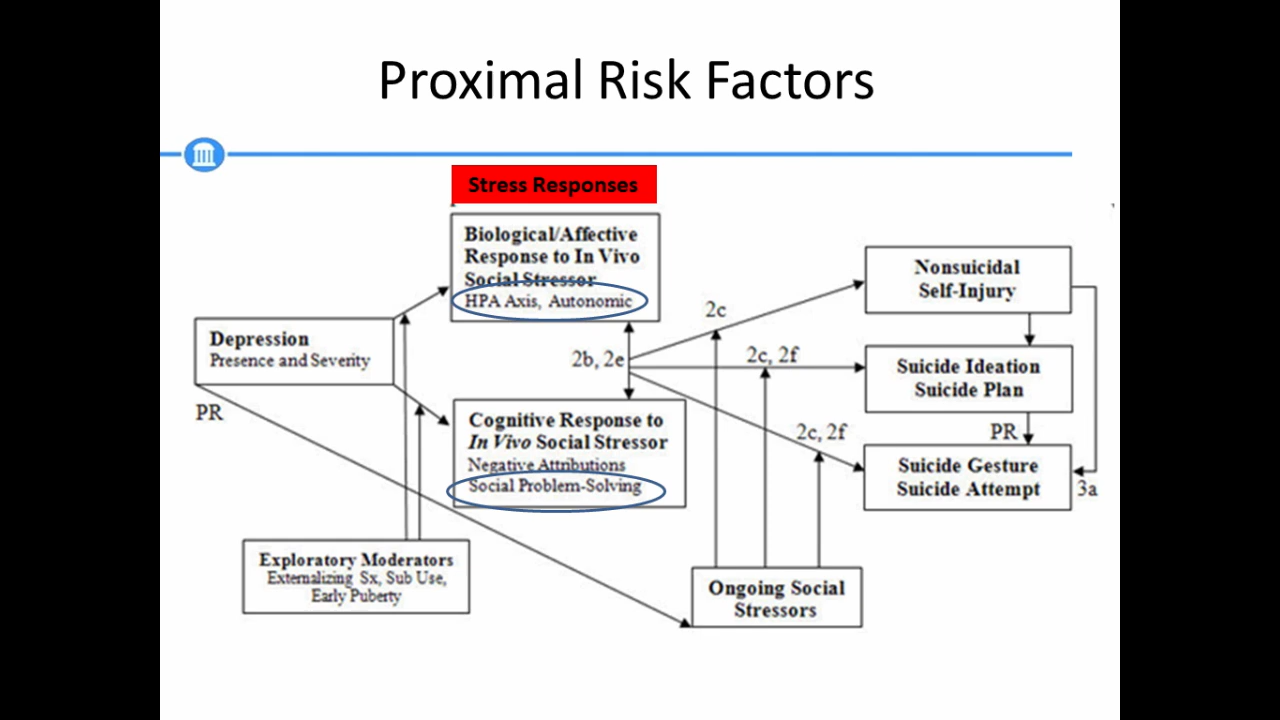 Proximal Risk Factors
Stress Responses
Biological/Affective
Response to In Vivo
Social Stressor
HPA Axis, Autonomic
Depression
Presence and Severity
PR
2b, 2e
2c
2c, 2f
2c, 2f
Cognitive Response to
In Vivo Social Stressor
Negative Attributions
Social Problem-Solving
Exploratory Moderators
Externalizing Sx, Sub Use,
Early Puberty
Ongoing Social
Stressors
Nonsuicidal
Self-Injury
Suicide Ideation
Suicide Plan
PR
Suicide Gesture
Suicide Attempt
3a